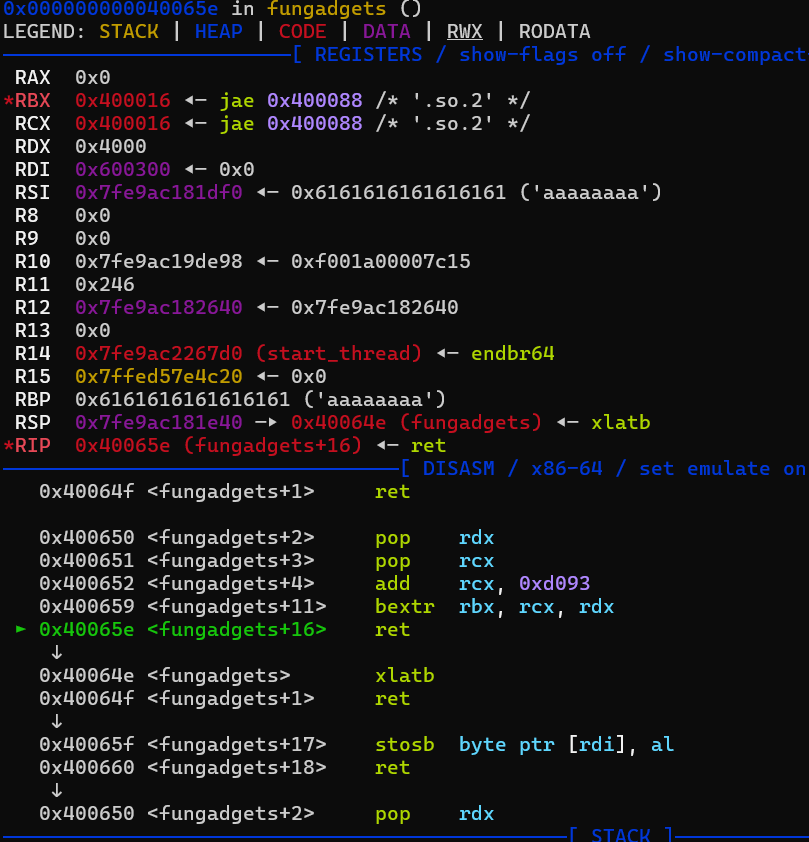 0x000000000040065e in fungadgets ()
LEGEND: STACK | HEAP | CODE | DATA | RWX | RODATA
[ REGISTERS / show-flags off / show-compact-
RAX 0x0
*RBX 0x400016 ◂— jae 0x400088 /* '.so.2' */
RCX 0x400016 ◂— jae 0x400088 /* '.so.2' */
RDX 0x4000
RDI 0x600300 ◂— 0x0
RSI 0x7fe9ac181df0 ◂— 0x6161616161616161 ('aaaaaaaa')
R8 0x0
R9 0x0
R10 0x7fe9ac19de98 ◂— 0xf001a00007c15
R11 0x246
R12 0x7fe9ac182640 ◂— 0x7fe9ac182640
R13 0x0
R14 0x7fe9ac2267d0 (start_thread) ◂— endbr64
R15 0x7ffed57e4c20 ◂— 0x0
RBP 0x6161616161616161 ('aaaaaaaa')
RSP 0x7fe9ac181e40 —▸ 0x40064e (fungadgets) ◂— xlatb
*RIP 0x40065e (fungadgets+16) ◂— ret
[ DISASM / x86-64 / set emulate on
0x40064f <fungadgets+1> ret
0x400650 <fungadgets+2> pop rdx
0x400651 <fungadgets+3> pop rcx
0x400652 <fungadgets+4> add rcx, 0xd093
0x400659 <fungadgets+11> bextr rbx, rcx, rdx
► 0x40065e <fungadgets+16> ret
↓
0x40064e <fungadgets> xlatb
0x40064f <fungadgets+1> ret
↓
0x40065f <fungadgets+17> stosb byte ptr [rdi], al
0x400660 <fungadgets+18> ret
↓
0x400650 <fungadgets+2> pop rdx
[ STACK ]